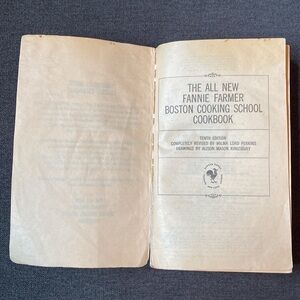 THE ALL NEW
FANNIE FARMER
BOSTON COOKING SCHOOL
COOKBOOK
TENTH EDITION
COMPLETELY REVISED BY WILMA LORD PERKINS
DRAWINGS BY ALISON MASON KINGSBURY